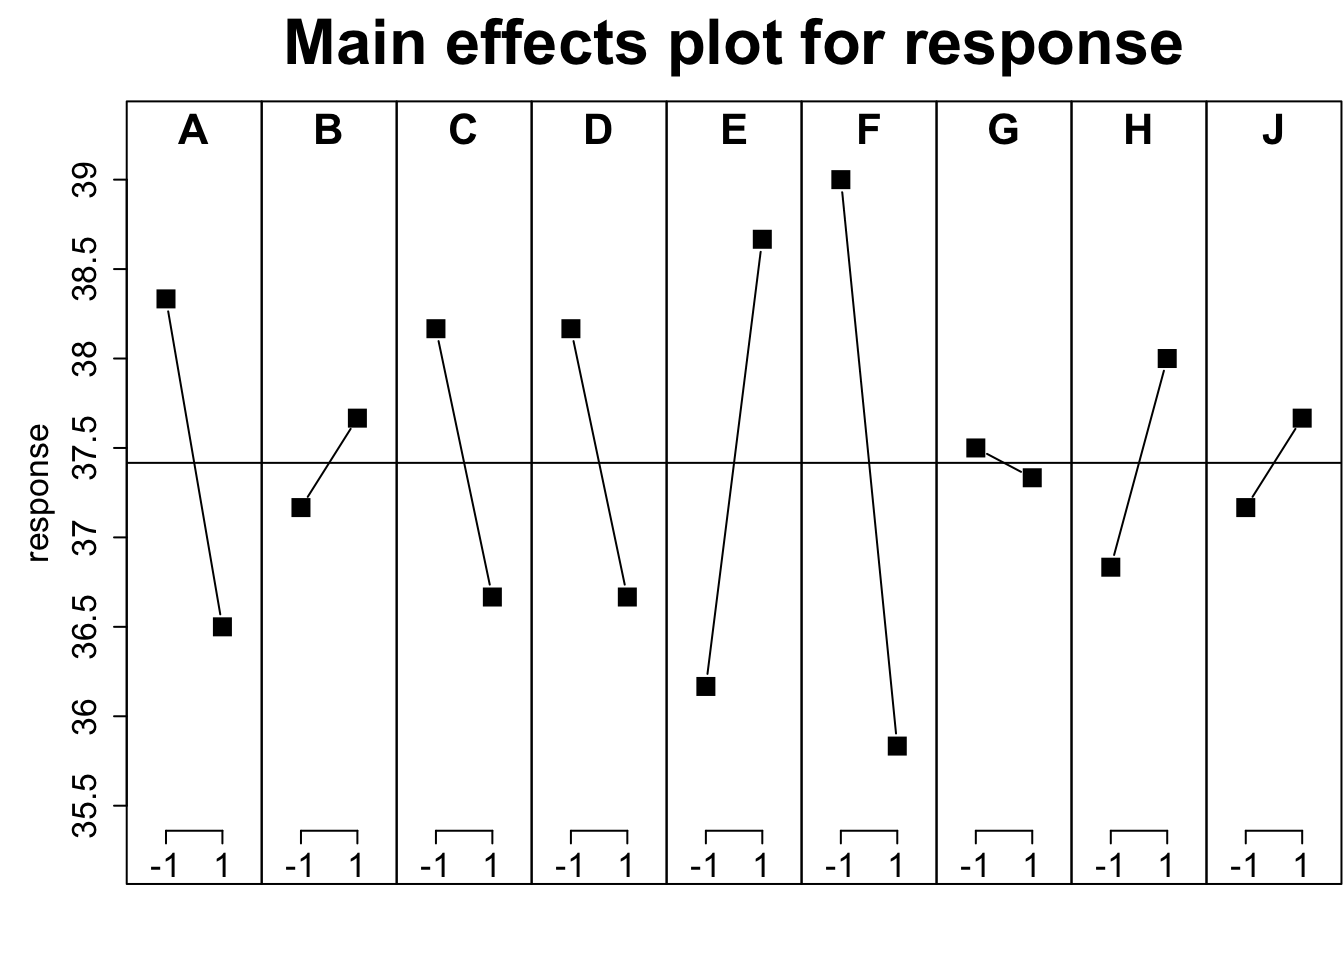 Main effects plot for response
A B C D E F G H J
39
38.5
38
37.5
37
36.5
36
35.5
response
-1 1 -1 1 -1 1 -1 1 -1 1 -1 1 -1 1 -1 1 -1 1